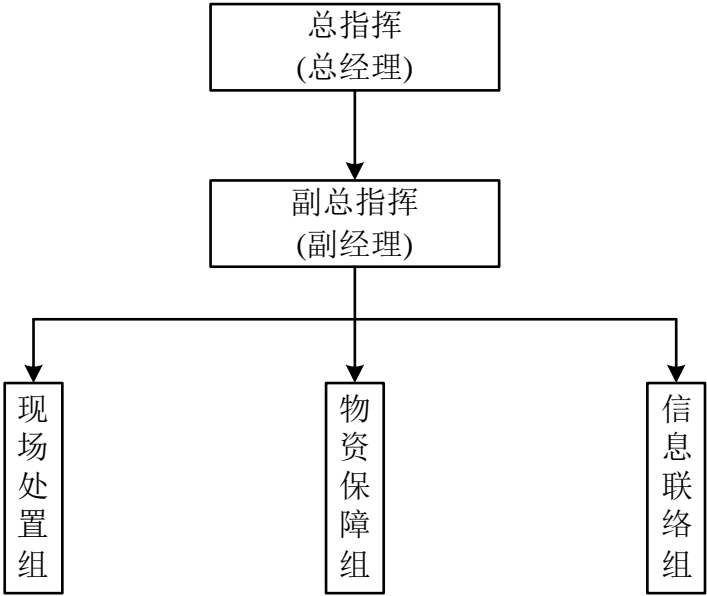 总指挥
(总经理)
副总指挥
(副经理)
现场处置组
物资保障组
信息联络组